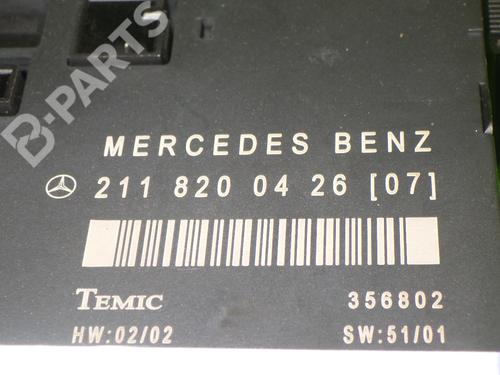 B-PARTS
MERCEDES BENZ
211 820 04 26 [07]
TEMIC 356802
HW:02/02 SW:51/01